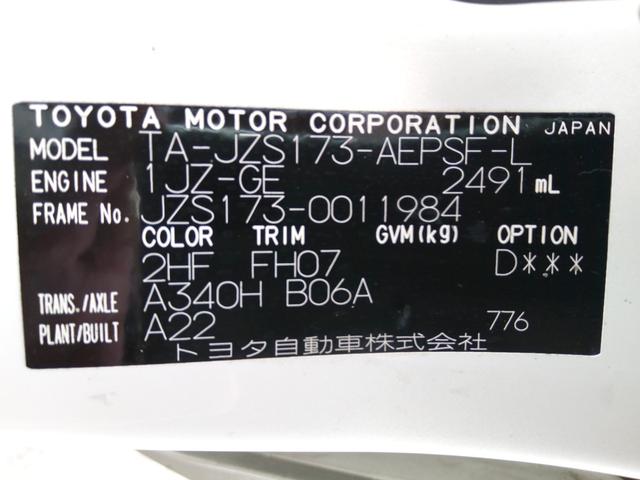 TOYOTA MOTOR CORPORATION JAPAN
MODEL TA-JZS173-AEPSF-L
ENGINE 1JZ-GE 2491 mL
FRAME No. JZS173-0011984
COLOR TRIM GVM(kg) OPTION
2HF FH07 D***
TRANS./AXLE A340H B06A
PLANT/BUILT A22 776
トヨタ自動車株式会社